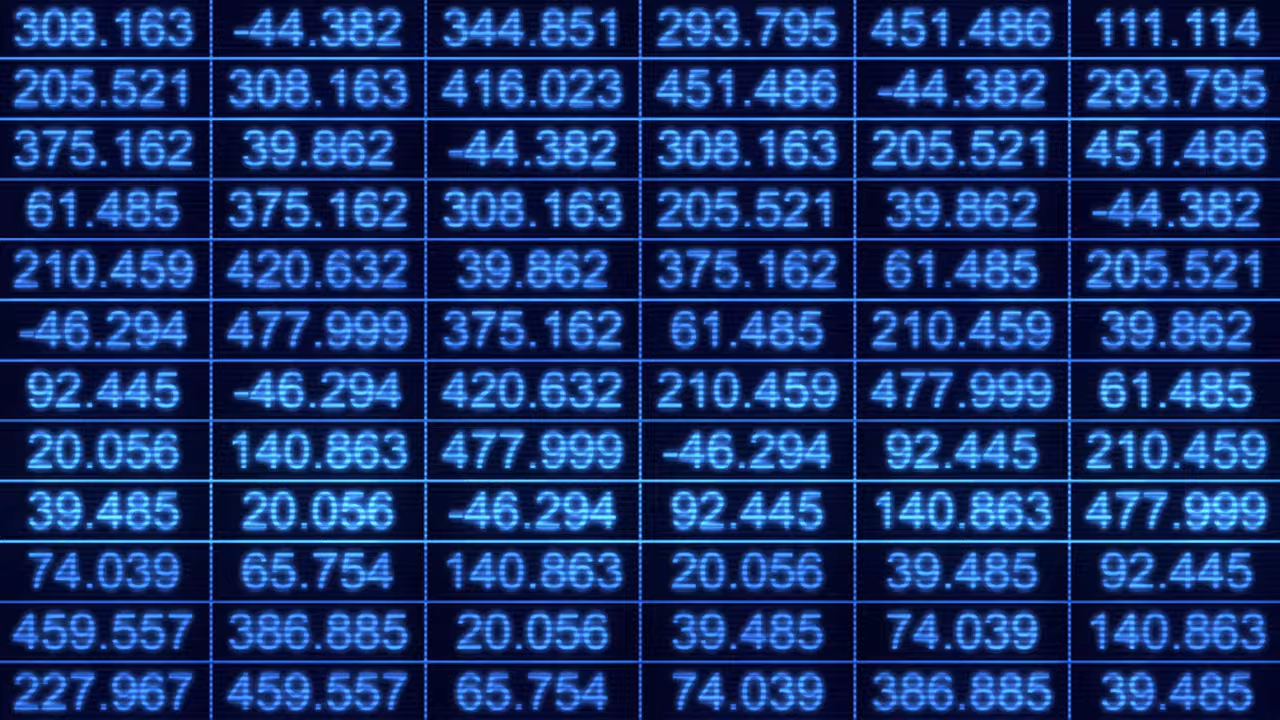 308.163 -44.382 344.851 293.795 451.486 111.114
205.521 308.163 416.023 451.486 -44.382 293.795
375.162 39.862 -44.382 308.163 205.521 451.486
61.485 375.162 308.163 205.521 39.862 -44.382
210.459 420.632 39.862 375.162 61.485 205.521
-46.294 477.999 375.162 61.485 210.459 39.862
92.445 -46.294 420.632 210.459 477.999 61.485
20.056 140.863 477.999 -46.294 92.445 210.459
39.485 20.056 -46.294 92.445 140.863 477.999
74.039 65.754 140.863 20.056 39.485 92.445
459.557 386.885 20.056 39.485 74.039 140.863
227.967 459.557 65.754 74.039 386.885 39.485